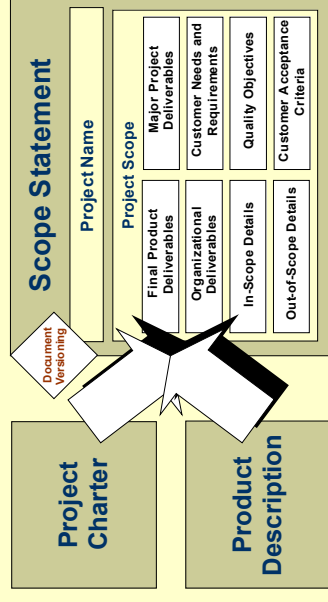 Project
Charter
Product
Description
Document
Versioning
Scope Statement
Project Name
Project Scope
Final Product
Deliverables
Major Project
Deliverables
Organizational
Deliverables
Customer Needs and
Requirements
In-Scope Details
Quality Objectives
Out-of-Scope Details
Customer Acceptance
Criteria